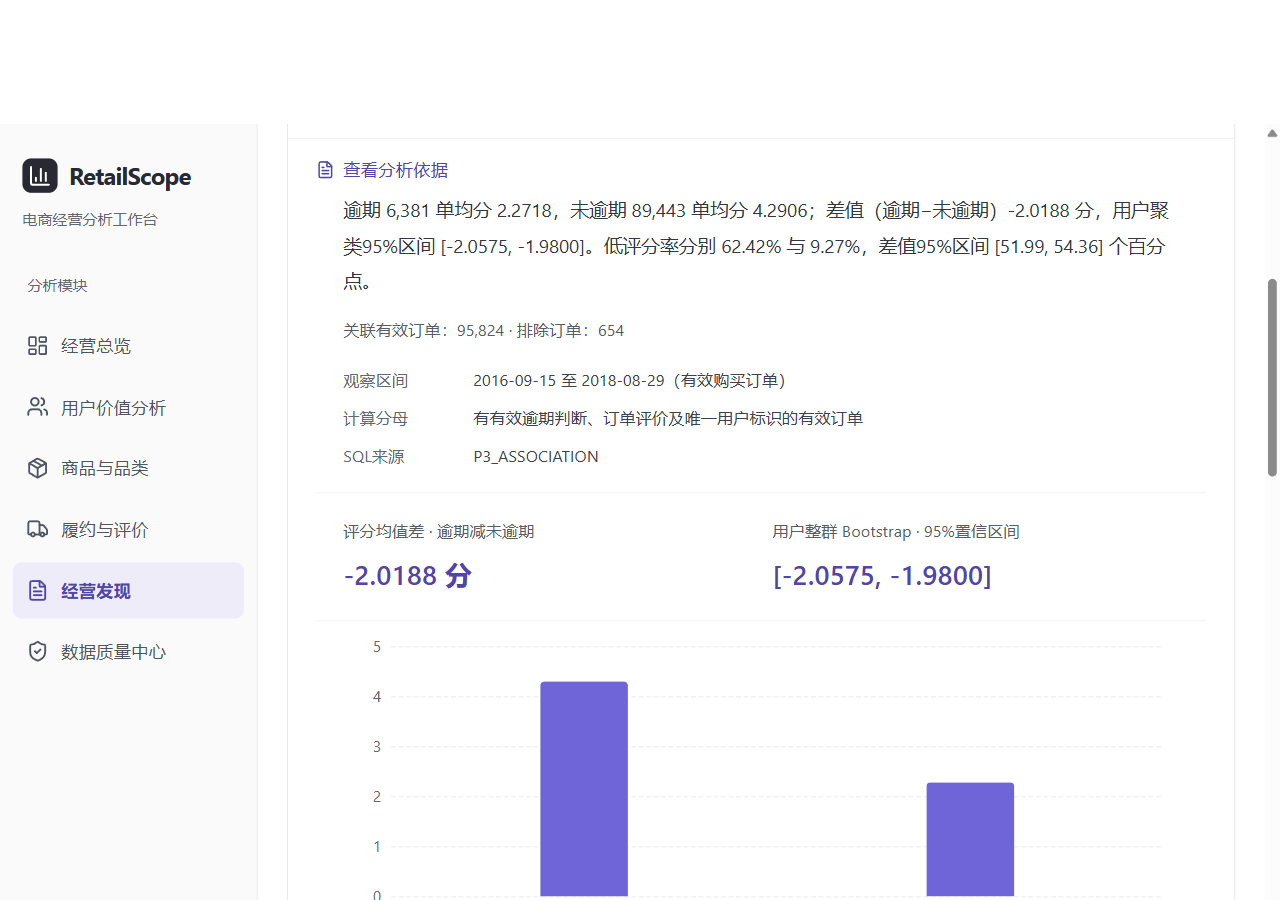 RetailScope
电商经营分析工作台
分析模块
经营总览
用户价值分析
商品与品类
履约与评价
经营发现
数据质量中心
查看分析依据
逾期 6,381 单均分 2.2718，未逾期 89,443 单均分 4.2906；差值（逾期−未逾期）-2.0188 分，用户聚
类95%区间 [-2.0575, -1.9800]。低评分率分别 62.42% 与 9.27%，差值95%区间 [51.99, 54.36] 个百分
点。
关联有效订单：95,824 · 排除订单：654
观察区间 2016-09-15 至 2018-08-29（有效购买订单）
计算分母 有有效逾期判断、订单评价及唯一用户标识的有效订单
SQL来源 P3_ASSOCIATION
评分均值差 · 逾期减未逾期
-2.0188 分
用户整群 Bootstrap · 95%置信区间
[-2.0575, -1.9800]
5
4
3
2
1
0